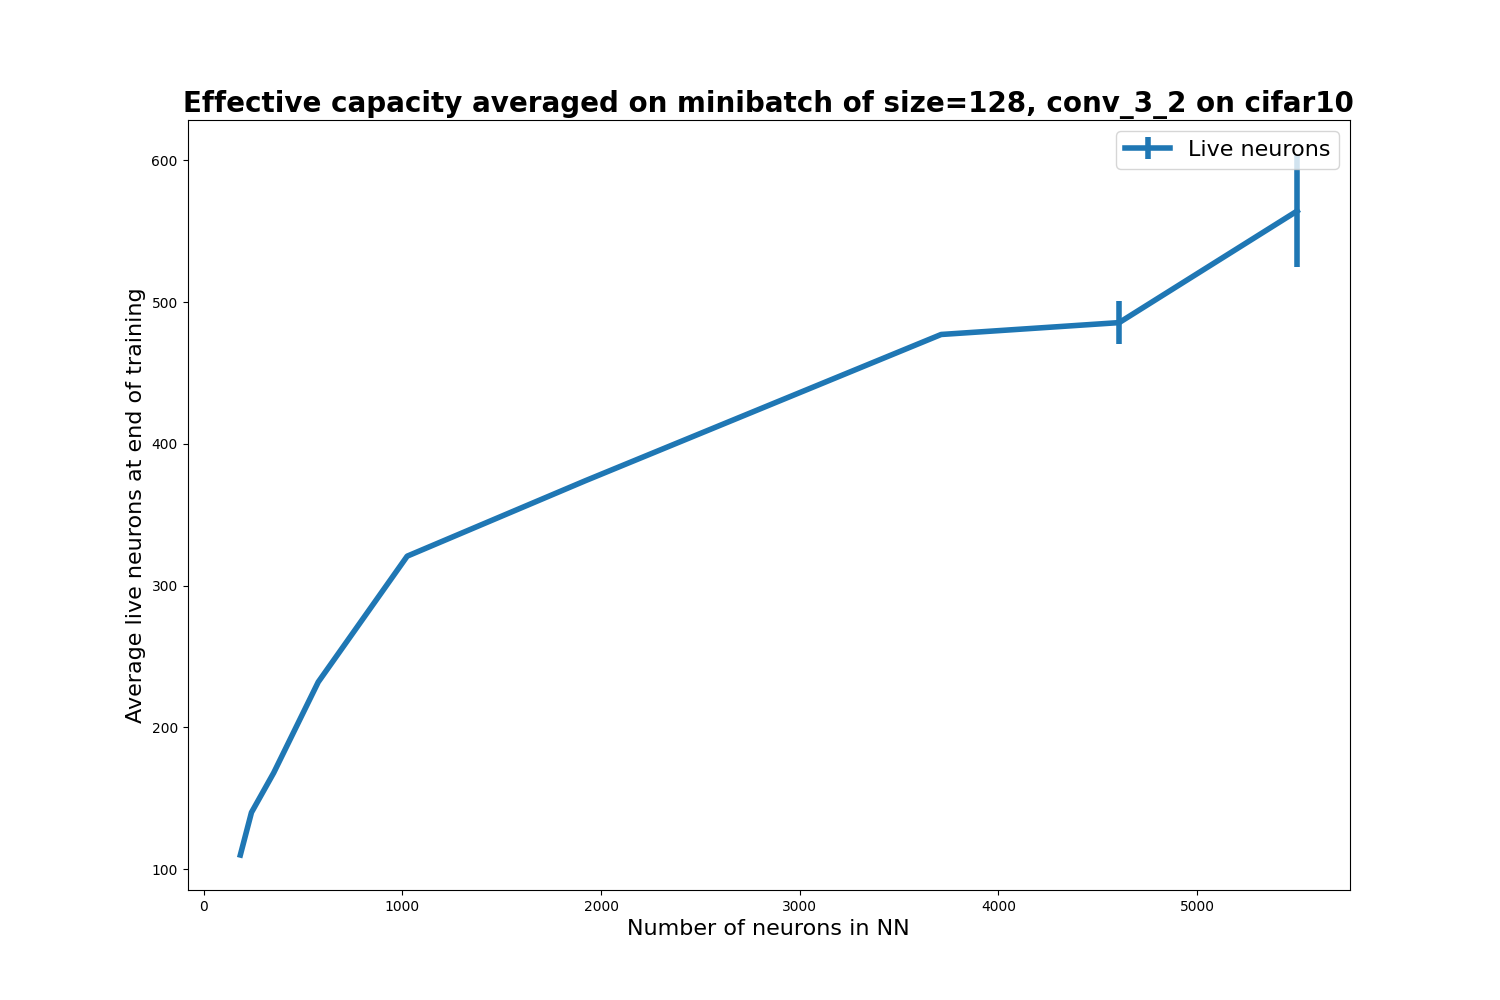 Effective capacity averaged on minibatch of size=128, conv_3_2 on cifar10
Live neurons
600
500
400
300
200
100
Average live neurons at end of training
0 1000 2000 3000 4000 5000
Number of neurons in NN